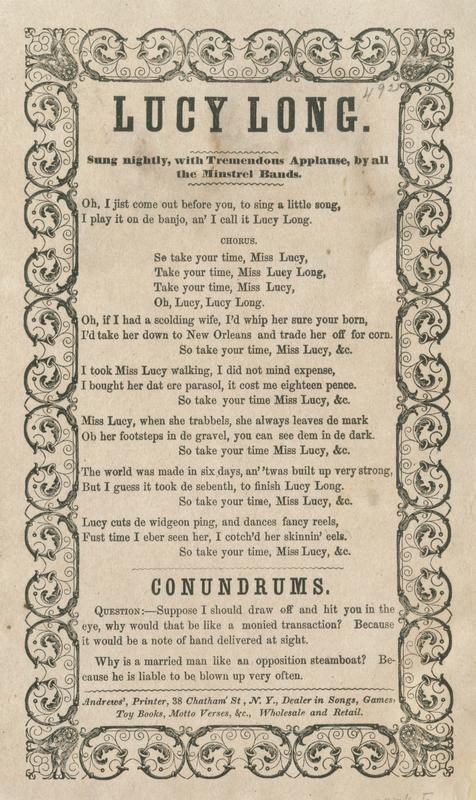 492
LUCY LONG.
Sung nightly, with Tremendous Applause, by all
the Minstrel Bands.
Oh, I jist come out before you, to sing a little song,
I play it on de banjo, an' I call it Lucy Long.
CHORUS.
So take your time, Miss Lucy,
Take your time, Miss Lucy Long,
Take your time, Miss Lucy,
Oh, Lucy, Lucy Long.
Oh, if I had a scolding wife, I'd whip her sure your born,
I'd take her down to New Orleans and trade her off for corn.
So take your time, Miss Lucy, &c.
I took Miss Lucy walking, I did not mind expense,
I bought her dat ere parasol, it cost me eighteen pence.
So take your time Miss Lucy, &c.
Miss Lucy, when she trabbels, she always leaves de mark
Ob her footsteps in de gravel, you can see dem in de dark.
So take your time Miss Lucy, &c.
The world was made in six days, an' 'twas built up very strong,
But I guess it took de sebenth, to finish Lucy Long.
So take your time, Miss Lucy, &c.
Lucy cuts de widgeon ping, and dances fancy reels,
Fust time I eber seen her, I cotch'd her skinnin' eels.
So take your time, Miss Lucy, &c.
CONUNDRUMS.
QUESTION:—Suppose I should draw off and hit you in the
eye, why would that be like a monied transaction? Because
it would be a note of hand delivered at sight.
Why is a married man like an opposition steamboat? Be-
cause he is liable to be blown up very often.
Andrews', Printer, 38 Chatham St, N. Y., Dealer in Songs, Games,
Toy Books, Motto Verses, &c., Wholesale and Retail.